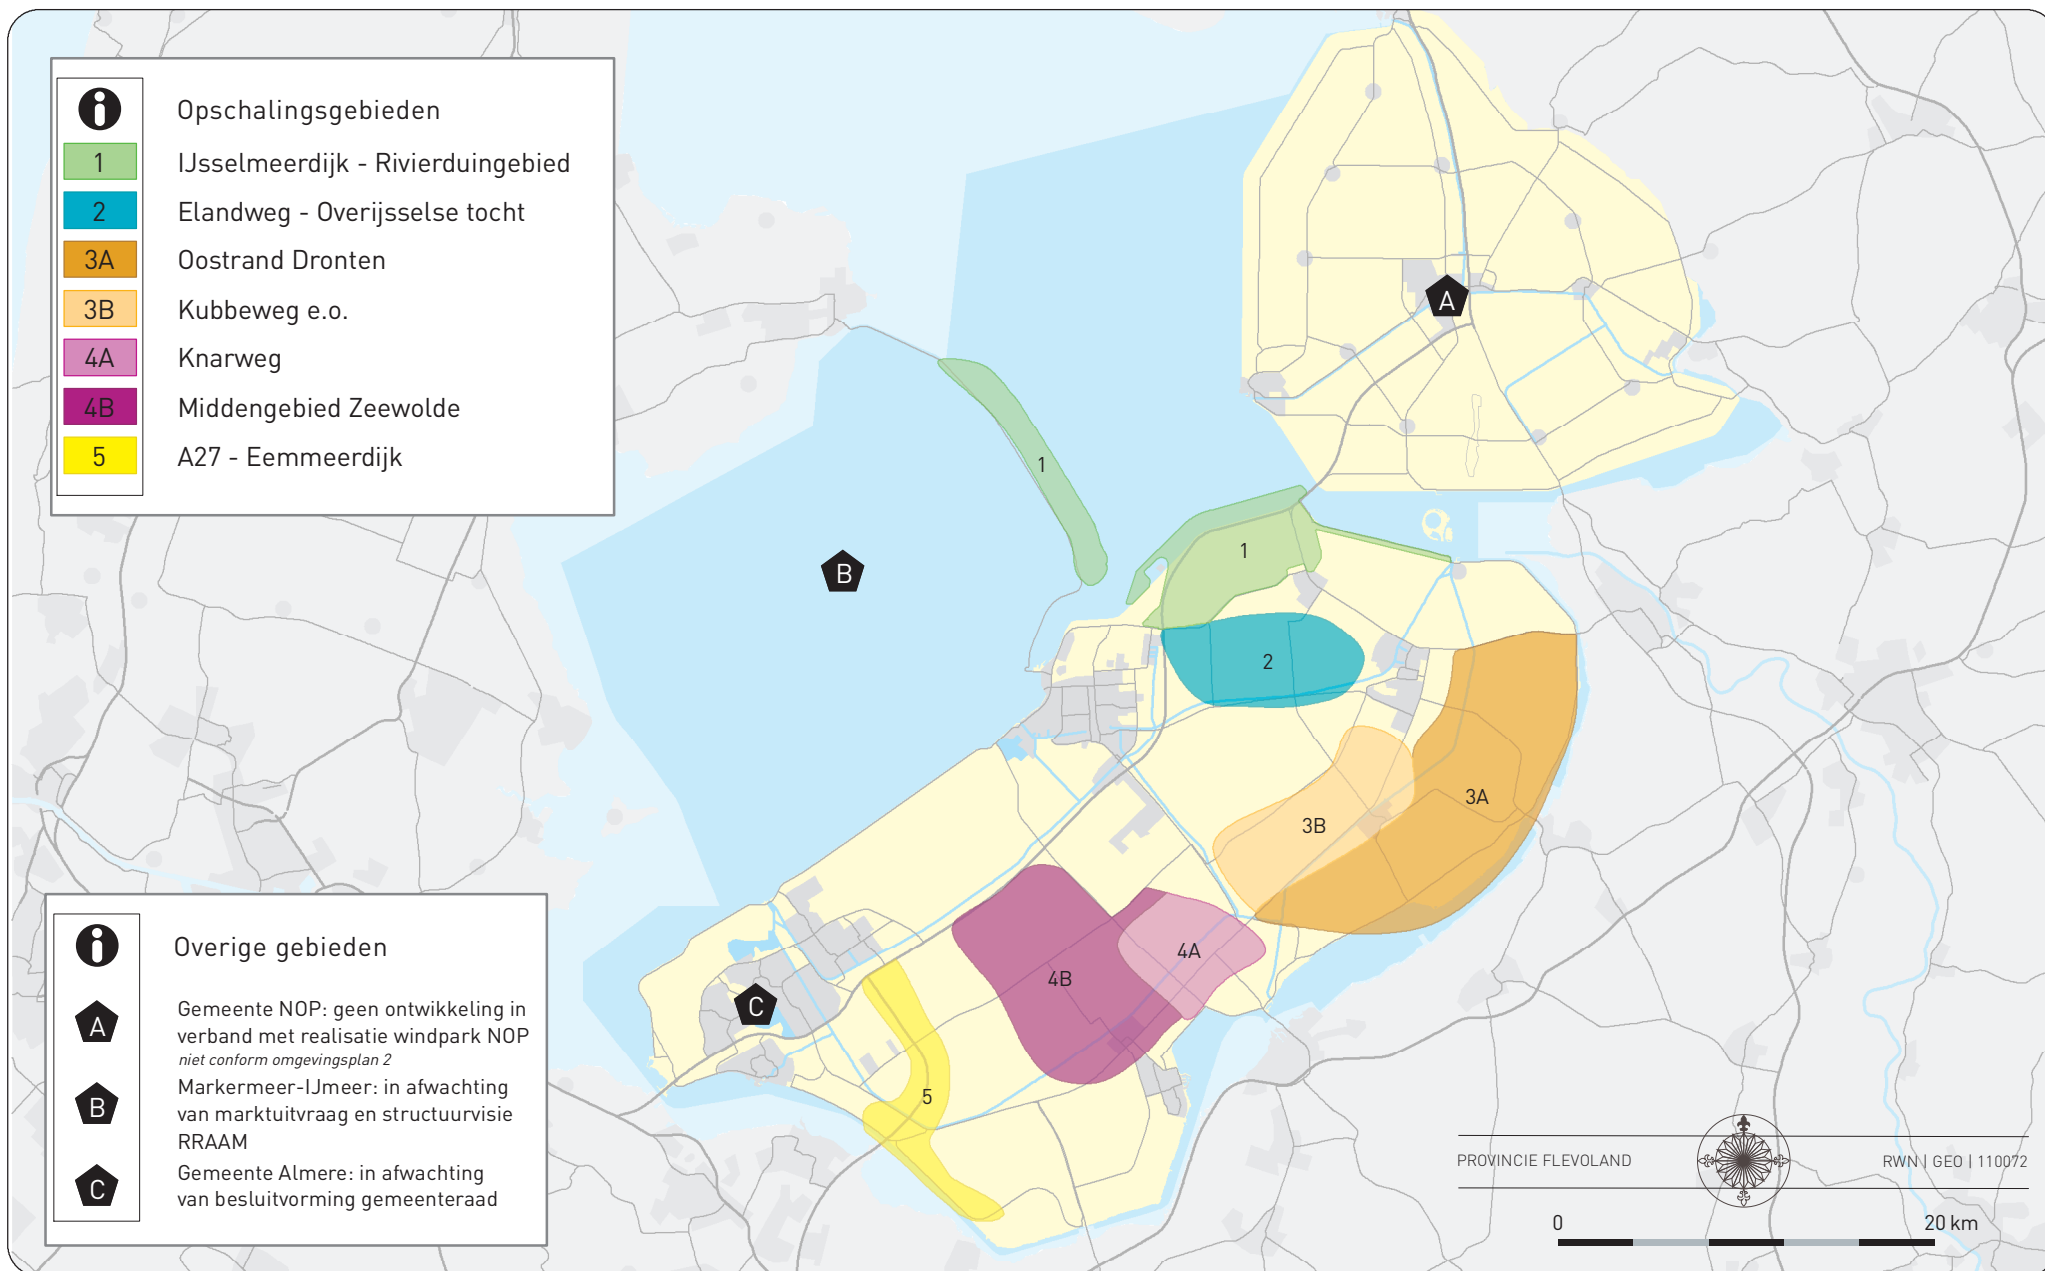 Opschalingsgebieden
1 IJsselmeerdijk - Rivierduingebied
2 Elandweg - Overijsselse tocht
3A Oostrand Dronten
3B Kubbeweg e.o.
4A Knarweg
4B Middengebied Zeewolde
5 A27 - Eemmeerdijk
A
1
B
1
2
3A
3B
4A
4B
C
5
Overige gebieden
A Gemeente NOP: geen ontwikkeling in
verband met realisatie windpark NOP
niet conform omgevingsplan 2
B Markermeer-IJmeer: in afwachting
van marktuitvraag en structuurvisie
RRAAM
C Gemeente Almere: in afwachting
van besluitvorming gemeenteraad
PROVINCIE FLEVOLAND
RWN | GEO | 110072
0 20 km